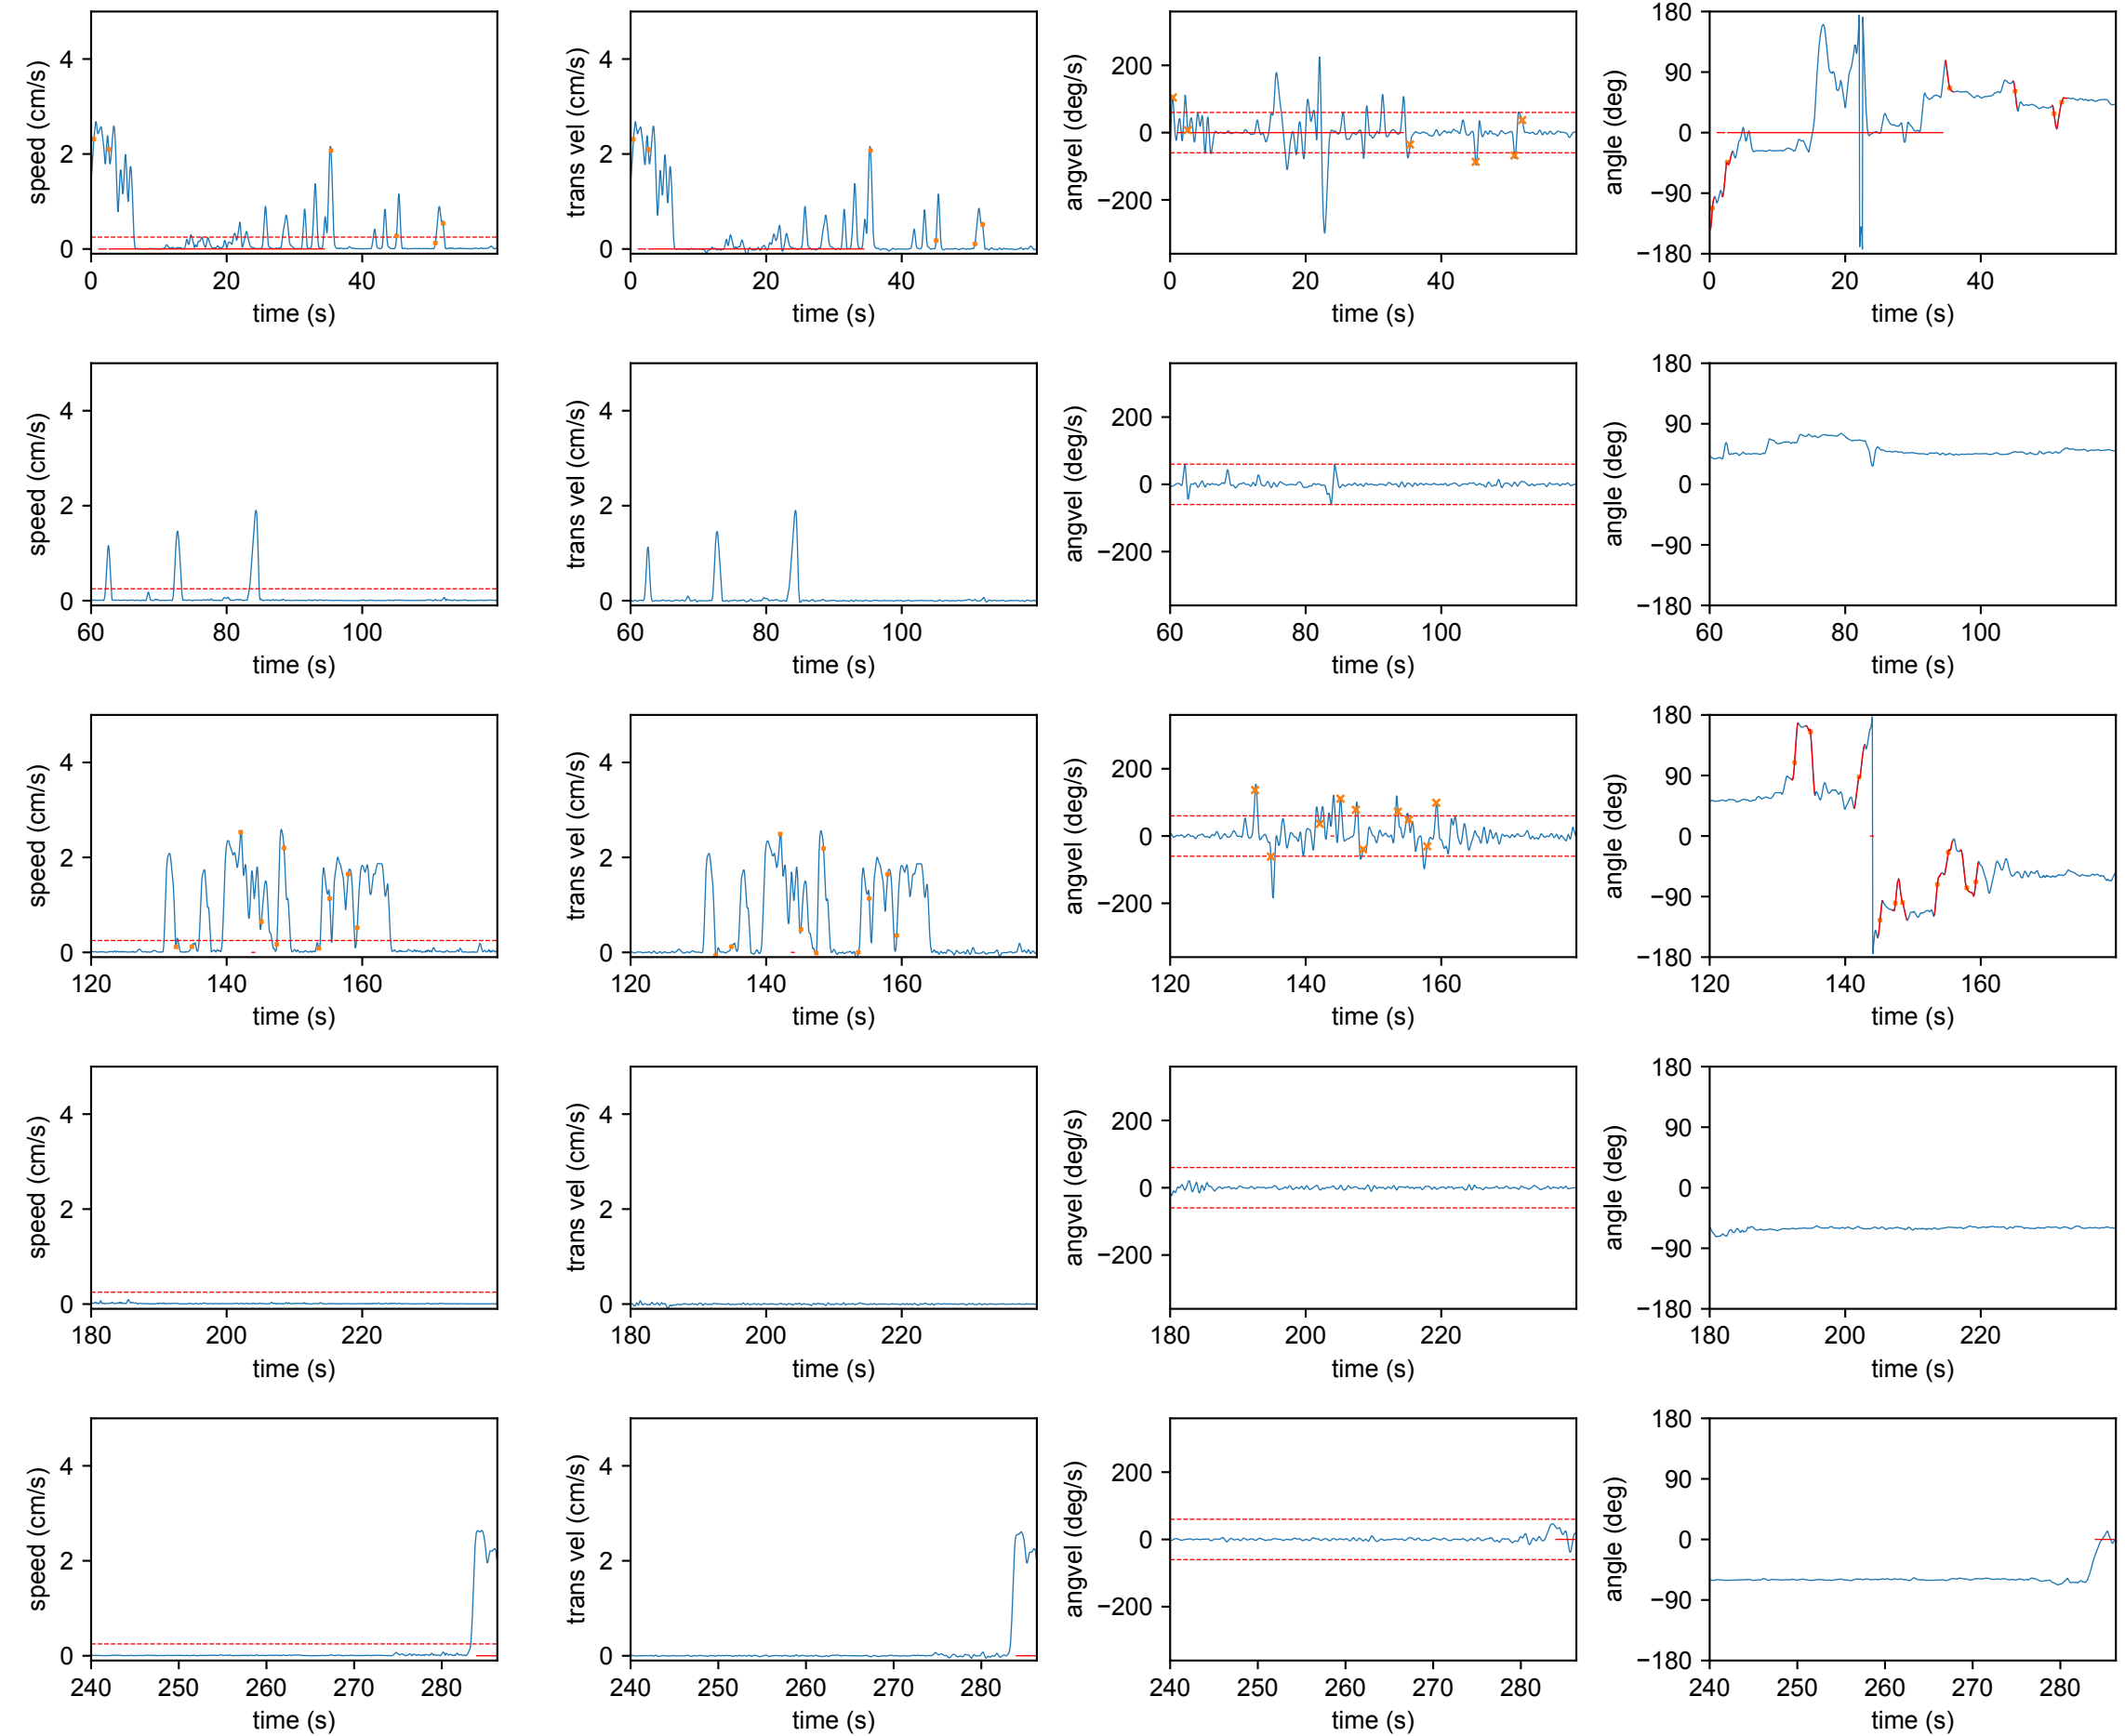 speed (cm/s)
4
2
0
0 20 40
time (s)
trans vel (cm/s)
4
2
0
0 20 40
time (s)
angvel (deg/s)
200
0
−200
0 20 40
time (s)
angle (deg)
180
90
0
−90
−180
0 20 40
time (s)
speed (cm/s)
4
2
0
60 80 100
time (s)
trans vel (cm/s)
4
2
0
60 80 100
time (s)
angvel (deg/s)
200
0
−200
60 80 100
time (s)
angle (deg)
180
90
0
−90
−180
60 80 100
time (s)
speed (cm/s)
4
2
0
120 140 160
time (s)
trans vel (cm/s)
4
2
0
120 140 160
time (s)
angvel (deg/s)
200
0
−200
120 140 160
time (s)
angle (deg)
180
90
0
−90
−180
120 140 160
time (s)
speed (cm/s)
4
2
0
180 200 220
time (s)
trans vel (cm/s)
4
2
0
180 200 220
time (s)
angvel (deg/s)
200
0
−200
180 200 220
time (s)
angle (deg)
180
90
0
−90
−180
180 200 220
time (s)
speed (cm/s)
4
2
0
240 250 260 270 280
time (s)
trans vel (cm/s)
4
2
0
240 250 260 270 280
time (s)
angvel (deg/s)
200
0
−200
240 250 260 270 280
time (s)
angle (deg)
180
90
0
−90
−180
240 250 260 270 280
time (s)